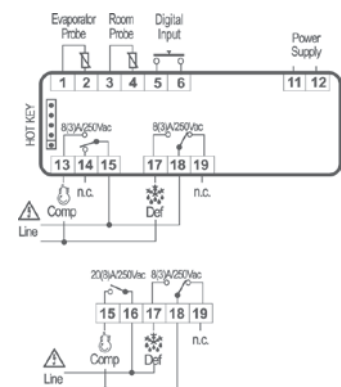 Evaporator Probe
Room Probe
Digital Input
Power Supply
1 2 3 4 5 6 11 12
HOT KEY
8(3)A/250Vac 8(3)A/250Vac
13 14 15 17 18 19
n.c. n.c.
Comp Def
Line
20(8)A/250Vac 8(3)A/250Vac
15 16 17 18 19
n.c.
Comp Def
Line